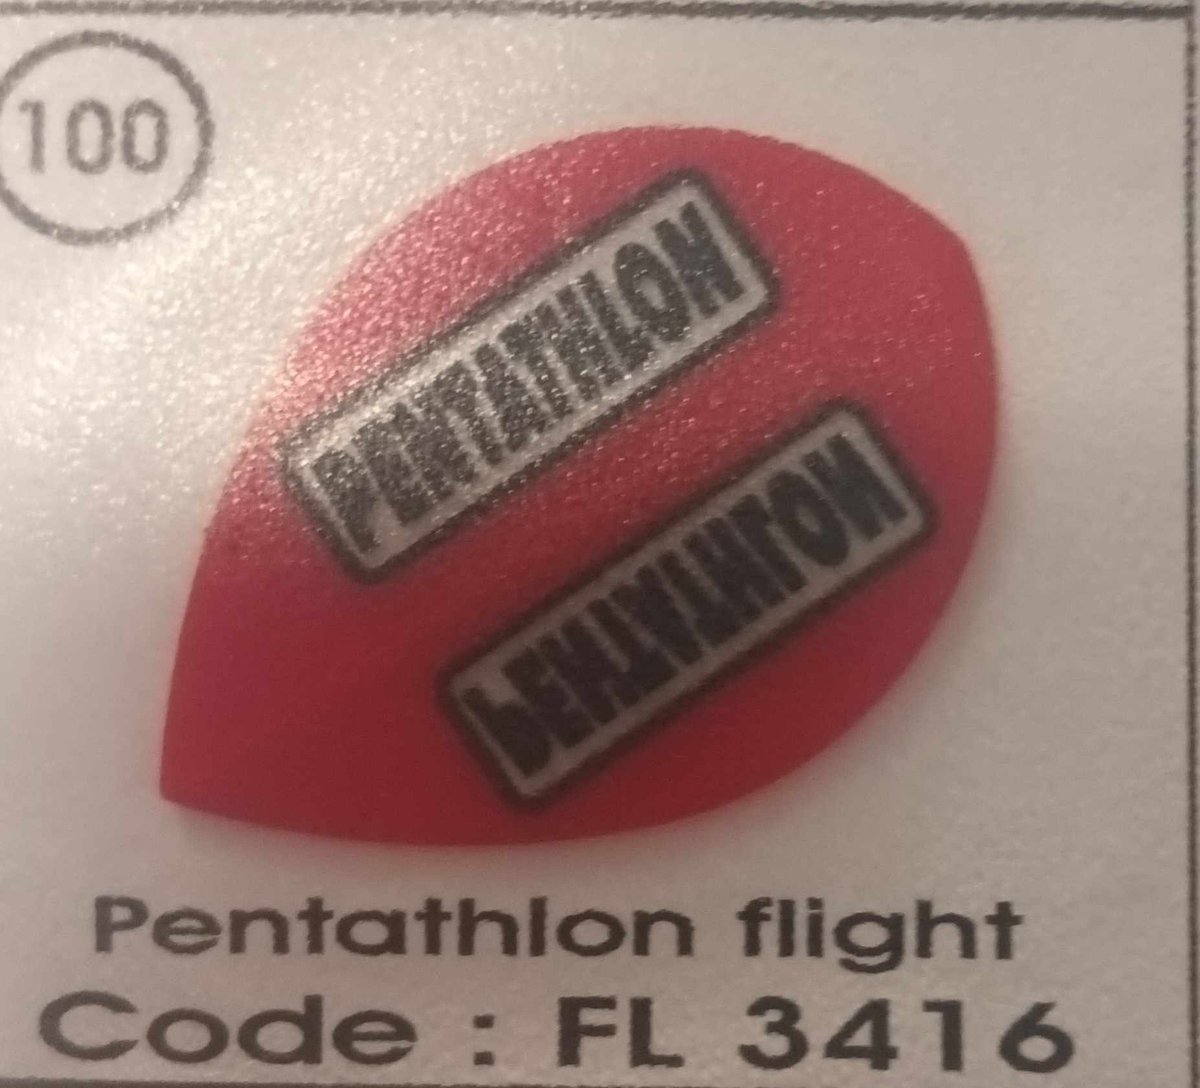 100
PENTATHLON
PENTATHLON
Pentathlon flight
Code : FL 3416